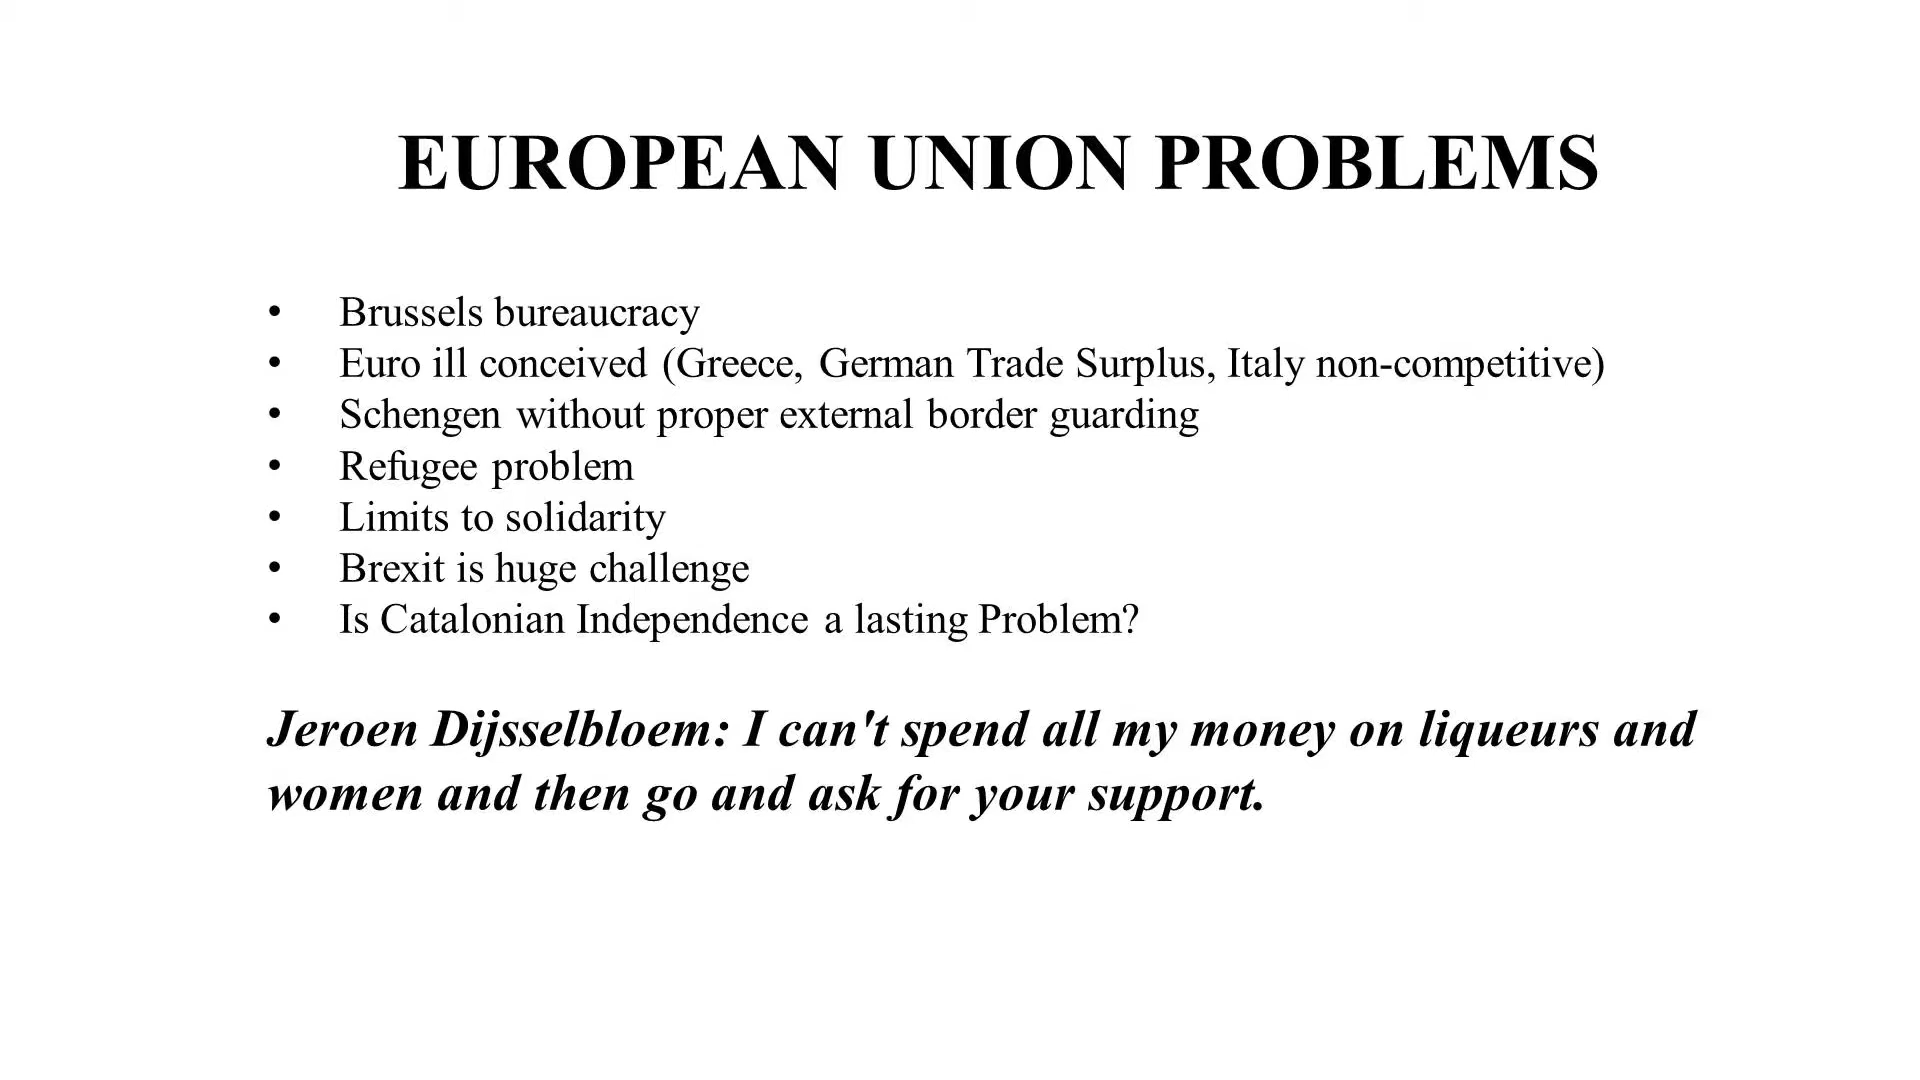 EUROPEAN UNION PROBLEMS
• Brussels bureaucracy
• Euro ill conceived (Greece, German Trade Surplus, Italy non-competitive)
• Schengen without proper external border guarding
• Refugee problem
• Limits to solidarity
• Brexit is huge challenge
• Is Catalonian Independence a lasting Problem?
Jeroen Dijsselbloem: I can't spend all my money on liqueurs and
women and then go and ask for your support.